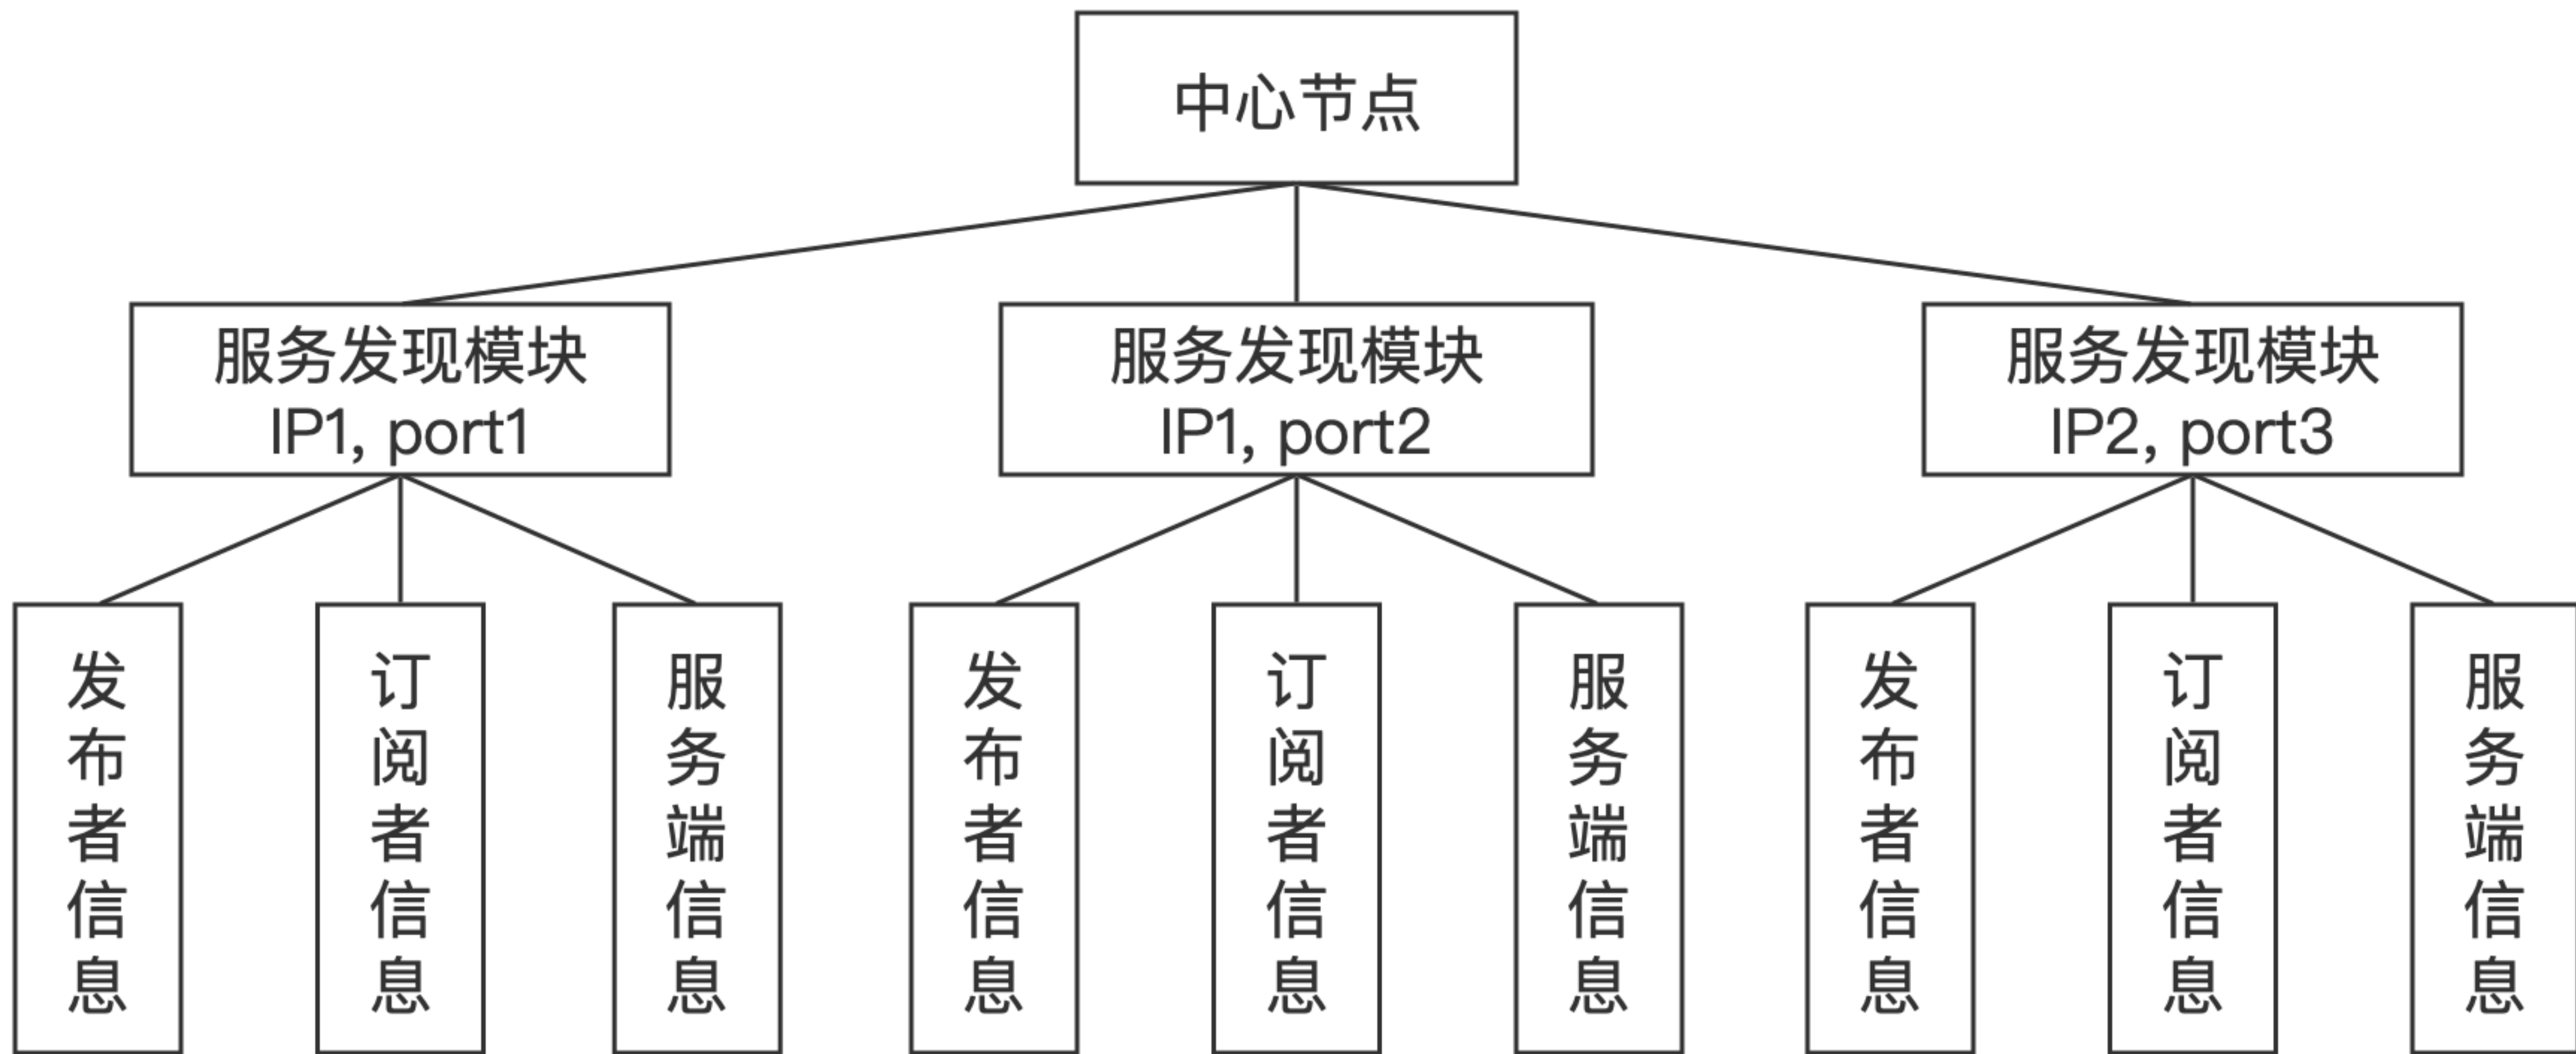 中心节点
服务发现模块
IP1, port1
服务发现模块
IP1, port2
服务发现模块
IP2, port3
发布者信息
订阅者信息
服务端信息
发布者信息
订阅者信息
服务端信息
发布者信息
订阅者信息
服务端信息